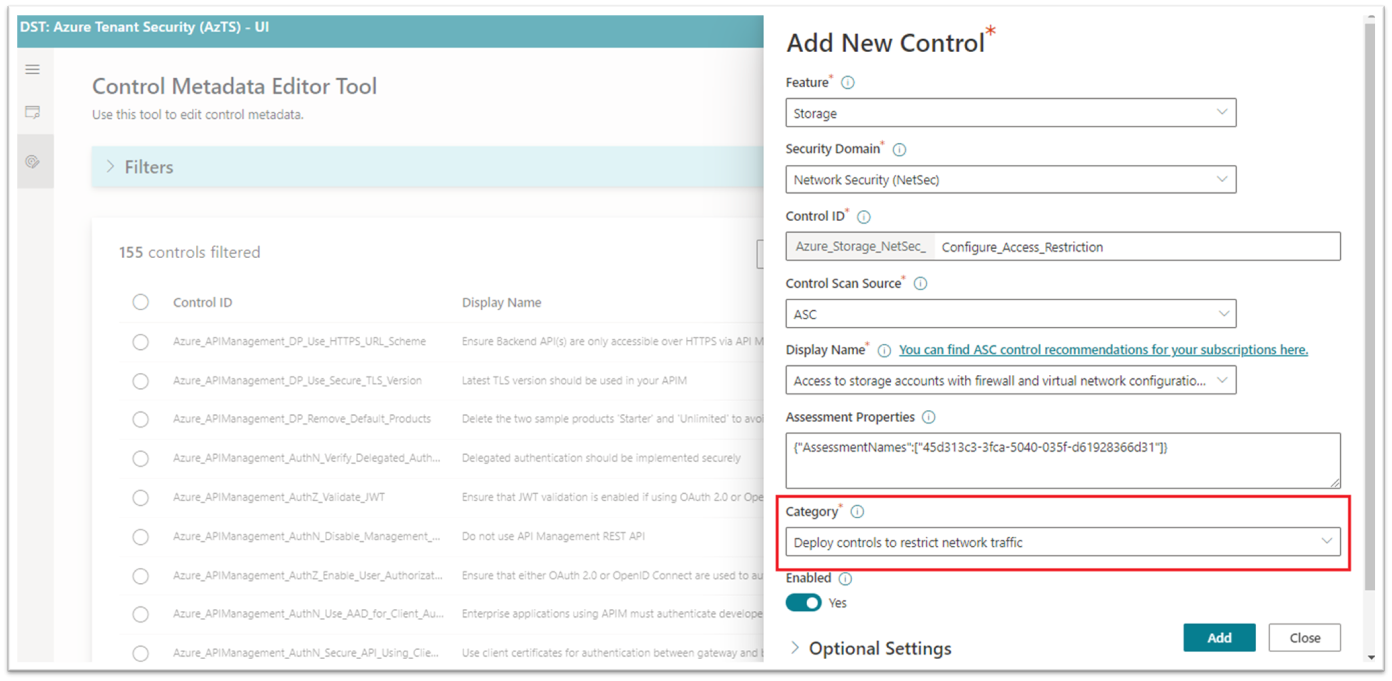 DST: Azure Tenant Security (AzTS) - UI
Control Metadata Editor Tool
Use this tool to edit control metadata.
Filters
155 controls filtered
Control ID Display Name
Azure_APIManagement_DP_Use_HTTPS_URL_Scheme Ensure Backend API(s) are only accessible over HTTPS via API M
Azure_APIManagement_DP_Use_Secure_TLS_Version Latest TLS version should be used in your APIM
Azure_APIManagement_DP_Remove_Default_Products Delete the two sample products 'Starter' and 'Unlimited' to avoi
Azure_APIManagement_AuthN_Verify_Delegated_Auth... Delegated authentication should be implemented securely
Azure_APIManagement_AuthZ_Validate_JWT Ensure that JWT validation is enabled if using OAuth 2.0 or Ope
Azure_APIManagement_AuthN_Disable_Management_... Do not use API Management REST API
Azure_APIManagement_AuthZ_Enable_User_Authorizat... Ensure that either OAuth 2.0 or OpenID Connect are used to au
Azure_APIManagement_AuthN_Use_AAD_for_Client_Au... Enterprise applications using APIM must authenticate develope
Azure_APIManagement_AuthN_Secure_API_Using_Clie... Use client certificates for authentication between gateway and b
Add New Control*
Feature*
Storage
Security Domain*
Network Security (NetSec)
Control ID*
Azure_Storage_NetSec_ Configure_Access_Restriction
Control Scan Source*
ASC
Display Name* You can find ASC control recommendations for your subscriptions here.
Access to storage accounts with firewall and virtual network configuratio...
Assessment Properties
{"AssessmentNames":["45d313c3-3fca-5040-035f-d61928366d31"]}
Category*
Deploy controls to restrict network traffic
Enabled
Yes
Add Close
Optional Settings